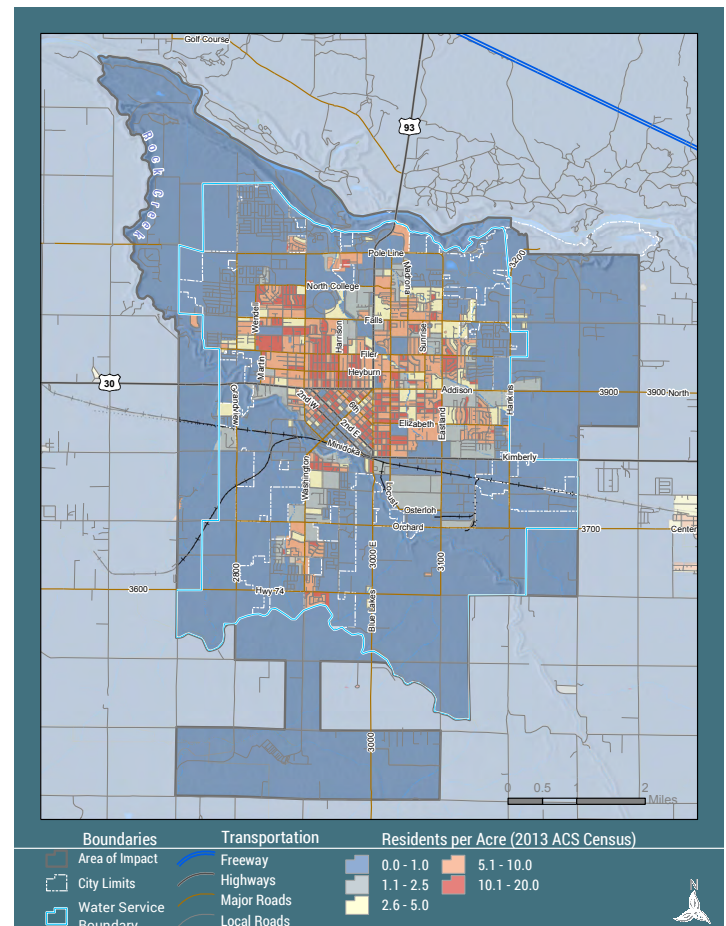 Golf Course
93
Rock Creek
Pole Line
Madrona
3200
North College
Wendel
Harrison
Falls
Sunrise
Filer
Martin
Heyburn
30
Addison
3900
3900 North
Grandview
2nd W
6th
2nd E
Elizabeth
Eastland
Hankins
Minidoka
Kimberly
Washington
Locust
Osterloh
Orchard
3700
Center
2800
3000 E
3100
3600
Hwy 74
Blue Lakes
3000
0 0.5 1 2
Miles
Boundaries
Area of Impact
City Limits
Water Service
Boundary
Transportation
Freeway
Highways
Major Roads
Local Roads
Residents per Acre (2013 ACS Census)
0.0 - 1.0
1.1 - 2.5
2.6 - 5.0
5.1 - 10.0
10.1 - 20.0
N